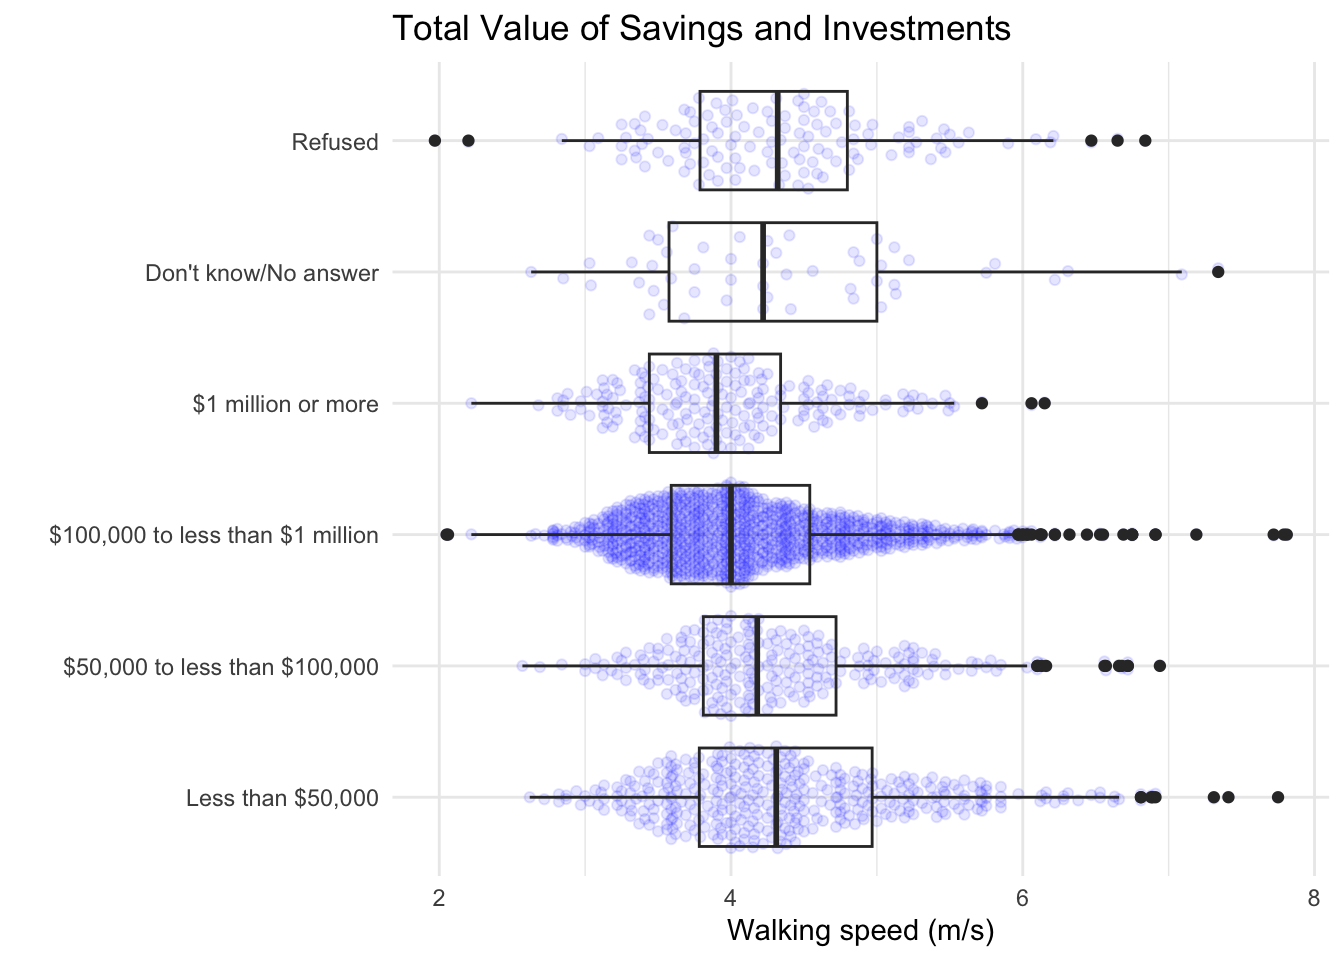 Total Value of Savings and Investments
Refused
Don't know/No answer
$1 million or more
$100,000 to less than $1 million
$50,000 to less than $100,000
Less than $50,000
2 4 6 8
Walking speed (m/s)